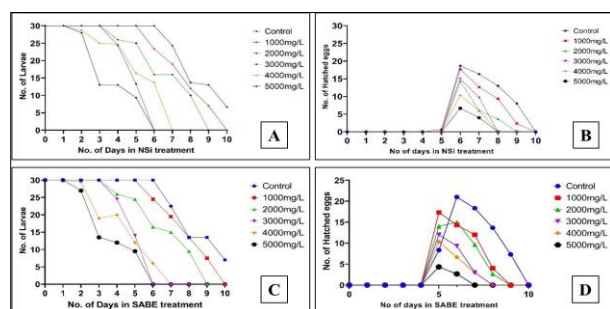 No. of Larvae
30
25
20
15
10
5
0
0 1 2 3 4 5 6 7 8 9 10
No. of Days in NSi treatment
Control
1000mg/L
2000mg/L
3000mg/L
4000mg/L
5000mg/L
A
No. of Hatched eggs
30
25
20
15
10
5
0
0 1 2 3 4 5 6 7 8 9 10
No. of days in NSi treatment
Control
1000mg/L
2000mg/L
3000mg/L
4000mg/L
5000mg/L
B
No. of Larvae
30
25
20
15
10
5
0
0 1 2 3 4 5 6 7 8 9 10
No. of Days in SABE treatment
Control
1000mg/L
2000mg/L
3000mg/L
4000mg/L
5000mg/L
C
No. of Hatched eggs
25
20
15
10
5
0
0 5 10
No. of days in SABE treatment
Control
1000mg/L
2000mg/L
3000mg/L
4000mg/L
5000mg/L
D